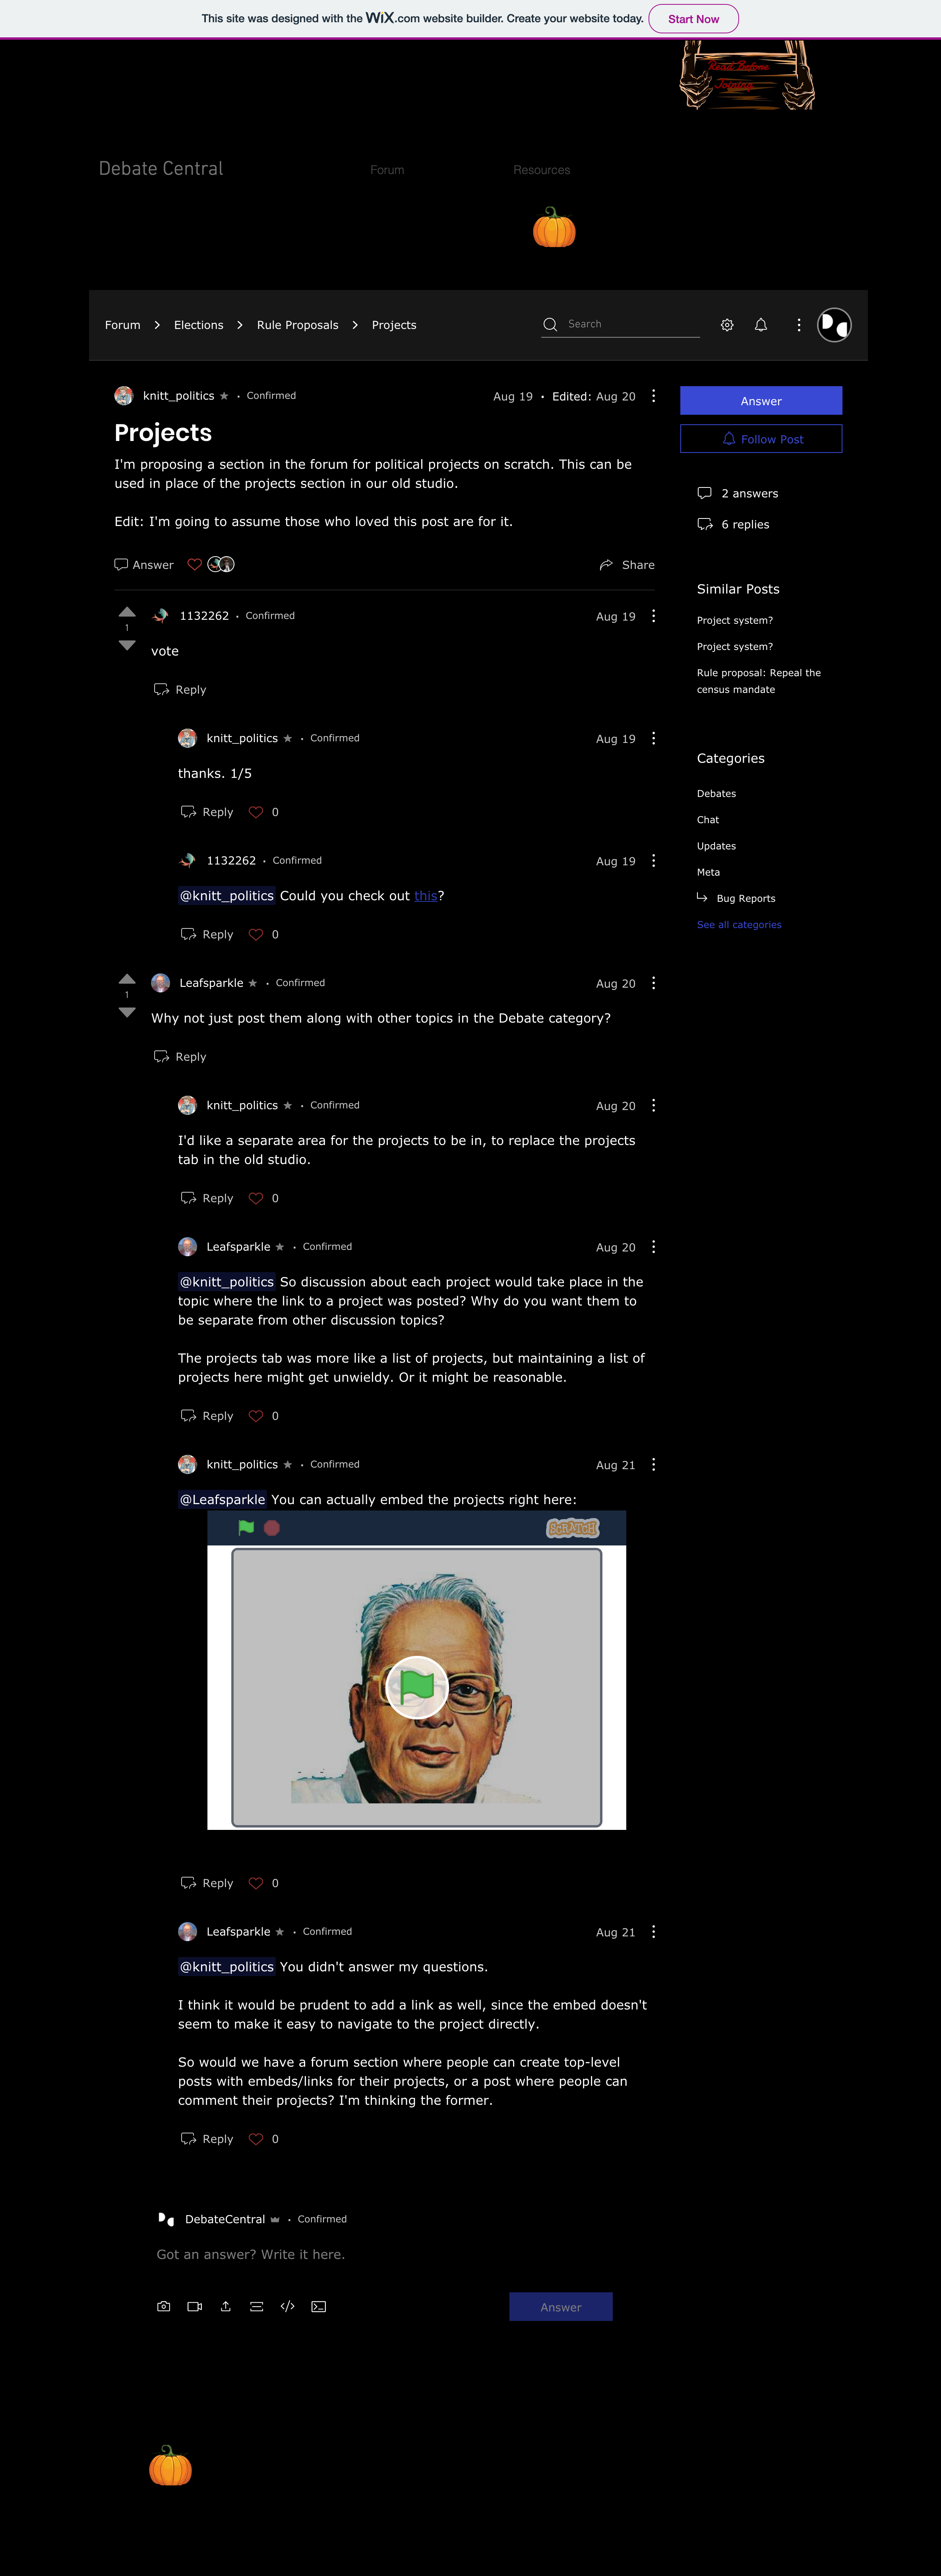 This site was designed with the WiX.com website builder. Create your website today. Start Now
Read Before
Joining
Debate Central
Forum
Resources
Forum > Elections > Rule Proposals > Projects
Search
knitt_politics • Confirmed
Aug 19 • Edited: Aug 20
Projects
I'm proposing a section in the forum for political projects on scratch. This can be
used in place of the projects section in our old studio.
Edit: I'm going to assume those who loved this post are for it.
Answer
Share
1132262 • Confirmed
Aug 19
1
vote
Reply
knitt_politics • Confirmed
Aug 19
thanks. 1/5
Reply 0
1132262 • Confirmed
Aug 19
@knitt_politics Could you check out this?
Reply 0
Leafsparkle • Confirmed
Aug 20
1
Why not just post them along with other topics in the Debate category?
Reply
knitt_politics • Confirmed
Aug 20
I'd like a separate area for the projects to be in, to replace the projects
tab in the old studio.
Reply 0
Leafsparkle • Confirmed
Aug 20
@knitt_politics So discussion about each project would take place in the
topic where the link to a project was posted? Why do you want them to
be separate from other discussion topics?
The projects tab was more like a list of projects, but maintaining a list of
projects here might get unwieldy. Or it might be reasonable.
Reply 0
knitt_politics • Confirmed
Aug 21
@Leafsparkle You can actually embed the projects right here:
SCRATCH
Reply 0
Leafsparkle • Confirmed
Aug 21
@knitt_politics You didn't answer my questions.
I think it would be prudent to add a link as well, since the embed doesn't
seem to make it easy to navigate to the project directly.
So would we have a forum section where people can create top-level
posts with embeds/links for their projects, or a post where people can
comment their projects? I'm thinking the former.
Reply 0
DebateCentral • Confirmed
Got an answer? Write it here.
Answer
Answer
Follow Post
2 answers
6 replies
Similar Posts
Project system?
Project system?
Rule proposal: Repeal the
census mandate
Categories
Debates
Chat
Updates
Meta
Bug Reports
See all categories